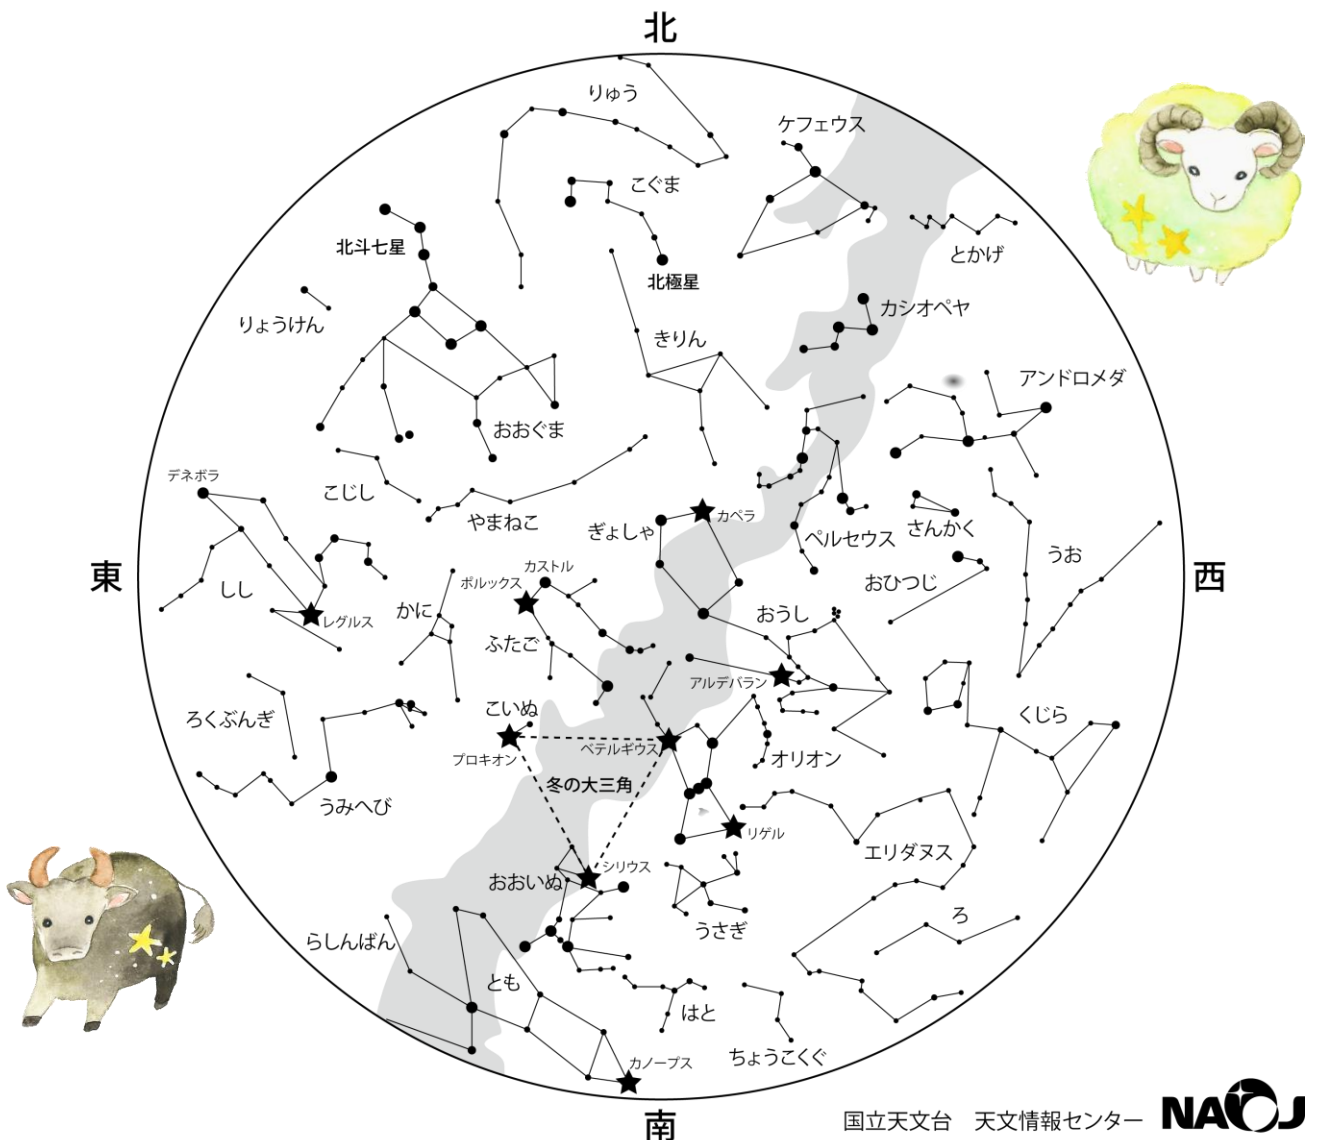 北
りゅう
ケフェウス
こぐま
北斗七星
とかげ
北極星
カシオペヤ
りょうけん
きりん
アンドロメダ
おおぐま
デネボラ
こじし
やまねこ
カペラ
ぎょしゃ
ペルセウス
さんかく
うお
東
西
カストル
ポルックス
おひつじ
しし
レグルス
かに
ふたご
おうし
アルデバラン
ろくぶんぎ
こいぬ
プロキオン
ベテルギウス
くじら
オリオン
冬の大三角
うみへび
リゲル
エリダヌス
シリウス
おおいぬ
うさぎ
ろ
らしんばん
とも
はと
ちょうこくぐ
カノープス
南
国立天文台 天文情報センター NAOJ